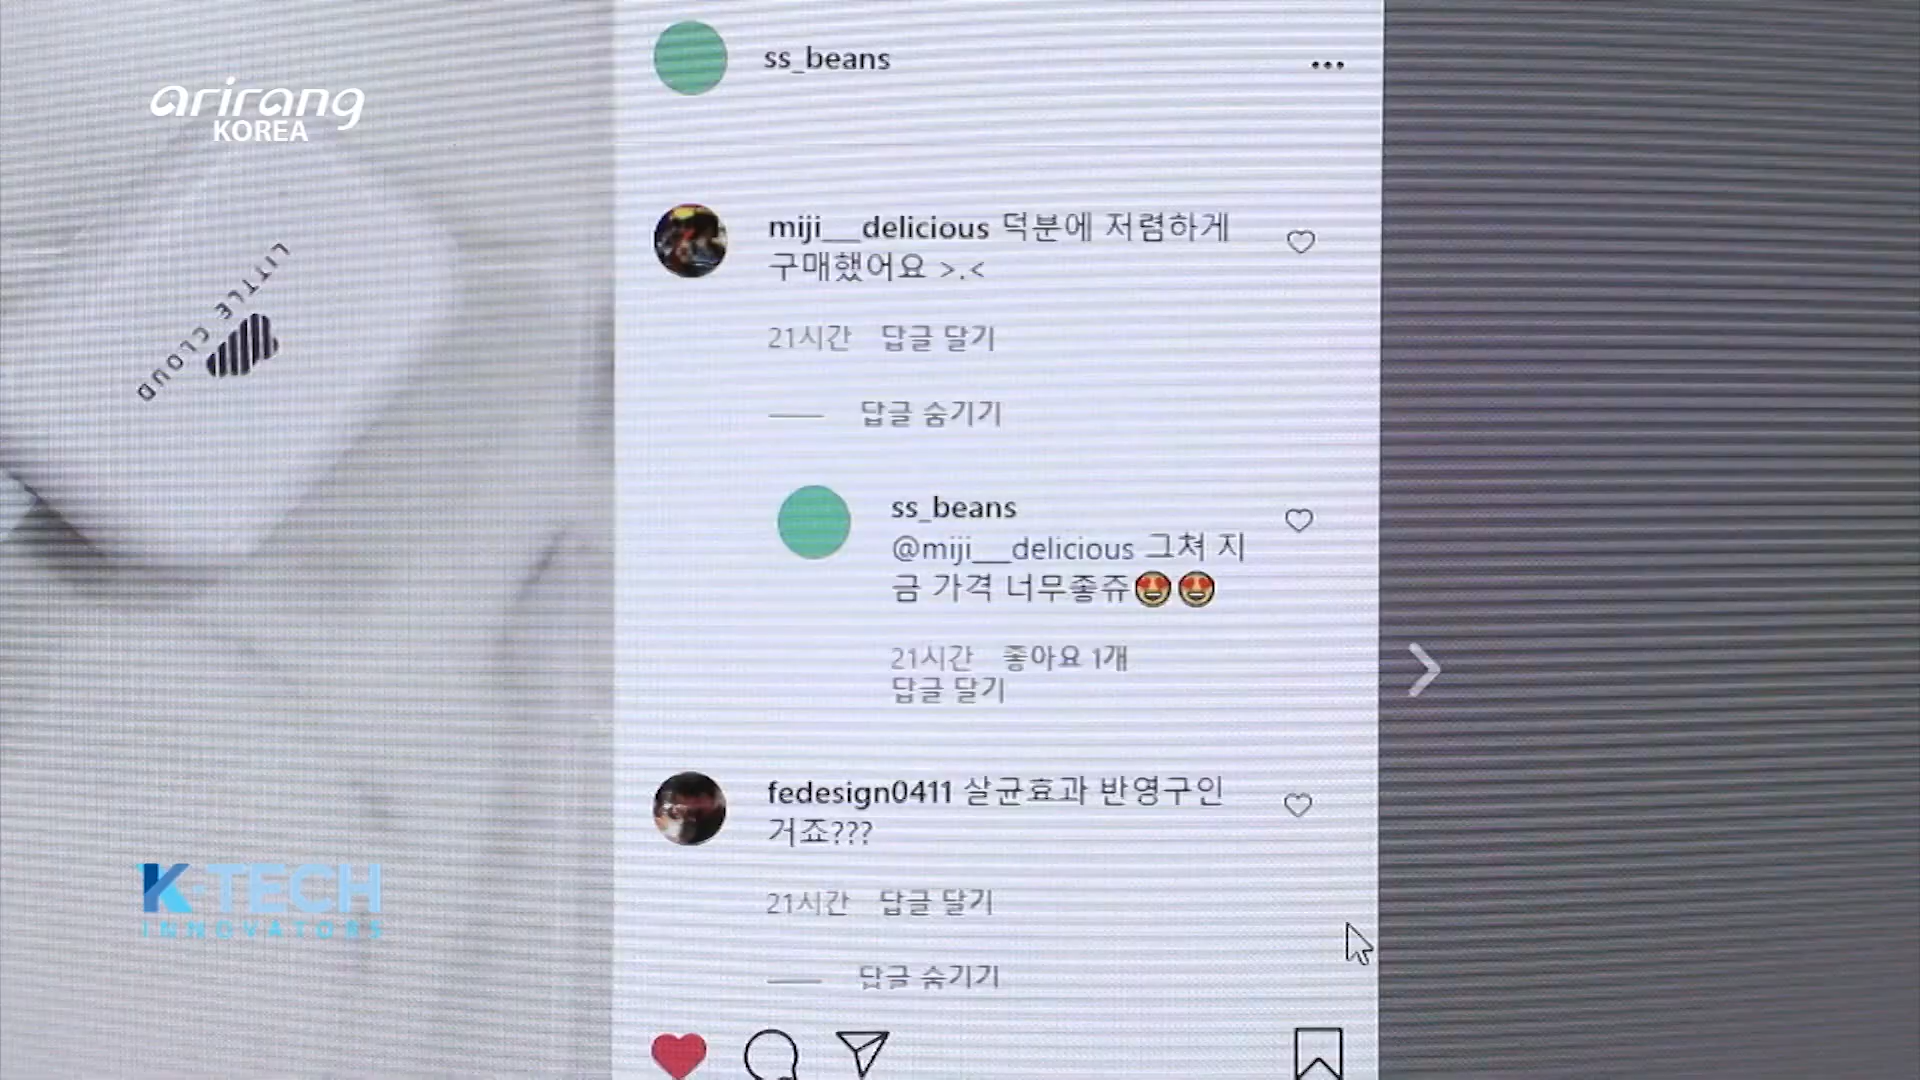 arirang
KOREA
LITTLE CLOUD
ss_beans
miji___delicious 덕분에 저렴하게
구매했어요 >.<
21시간 답글 달기
답글 숨기기
ss_beans
@miji___delicious 그쳐 지
금 가격 너무좋쥬😍😍
21시간 좋아요 1개
답글 달기
fedesign0411 살균효과 반영구인
거죠???
21시간 답글 달기
답글 숨기기
K-TECH
INNOVATORS